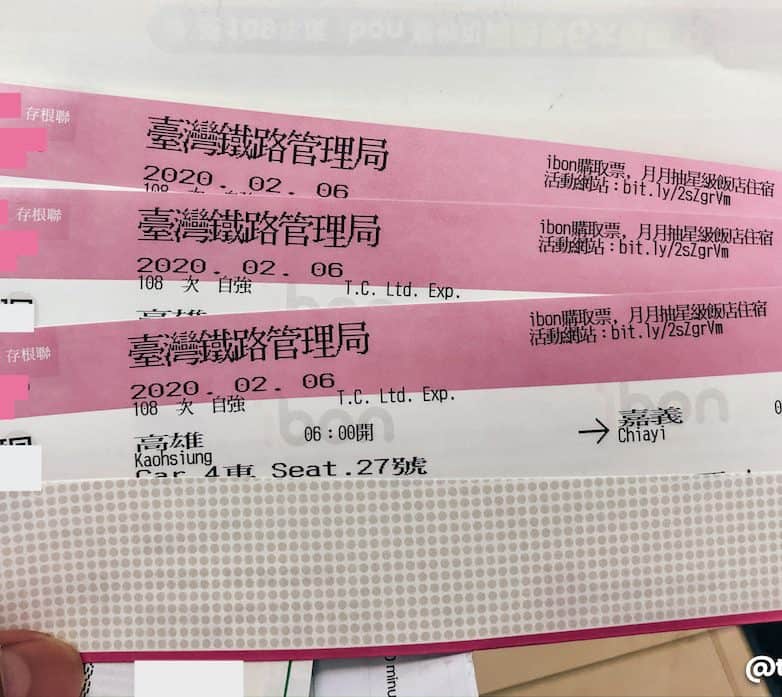 存根聯
臺灣鐵路管理局
2020. 02. 06
108 次 自強
ibon購取票，月月抽星級飯店住宿
活動網站：bit.ly/2sZgrVm
存根聯
臺灣鐵路管理局
2020. 02. 06
108 次 自強 T.C. Ltd. Exp.
高雄
ibon購取票，月月抽星級飯店住宿
活動網站：bit.ly/2sZgrVm
存根聯
臺灣鐵路管理局
2020. 02. 06
108 次 自強 T.C. Ltd. Exp.
ibon購取票，月月抽星級飯店住宿
活動網站：bit.ly/2sZgrVm
高雄 06:00開 → 嘉義
Kaohsiung Chiayi
Car 4車 Seat.27號